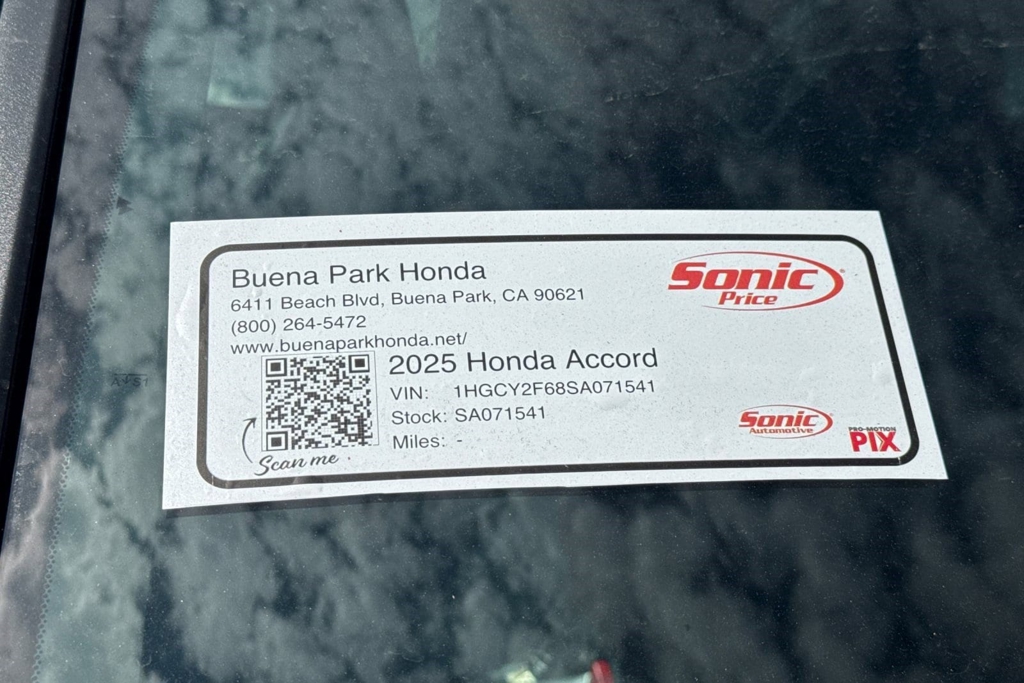 Buena Park Honda
6411 Beach Blvd, Buena Park, CA 90621
(800) 264-5472
www.buenaparkhonda.net/
Sonic
Price
2025 Honda Accord
VIN: 1HGCY2F68SA071541
Stock: SA071541
Miles: -
Scan me
Sonic
Automotive
PRO-MOTION
PIX